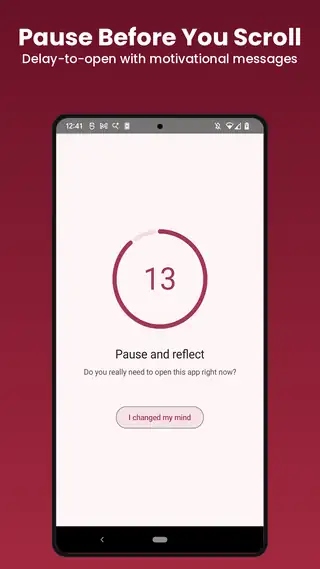 Pause Before You Scroll
Delay-to-open with motivational messages
12:41
13
Pause and reflect
Do you really need to open this app right now?
I changed my mind